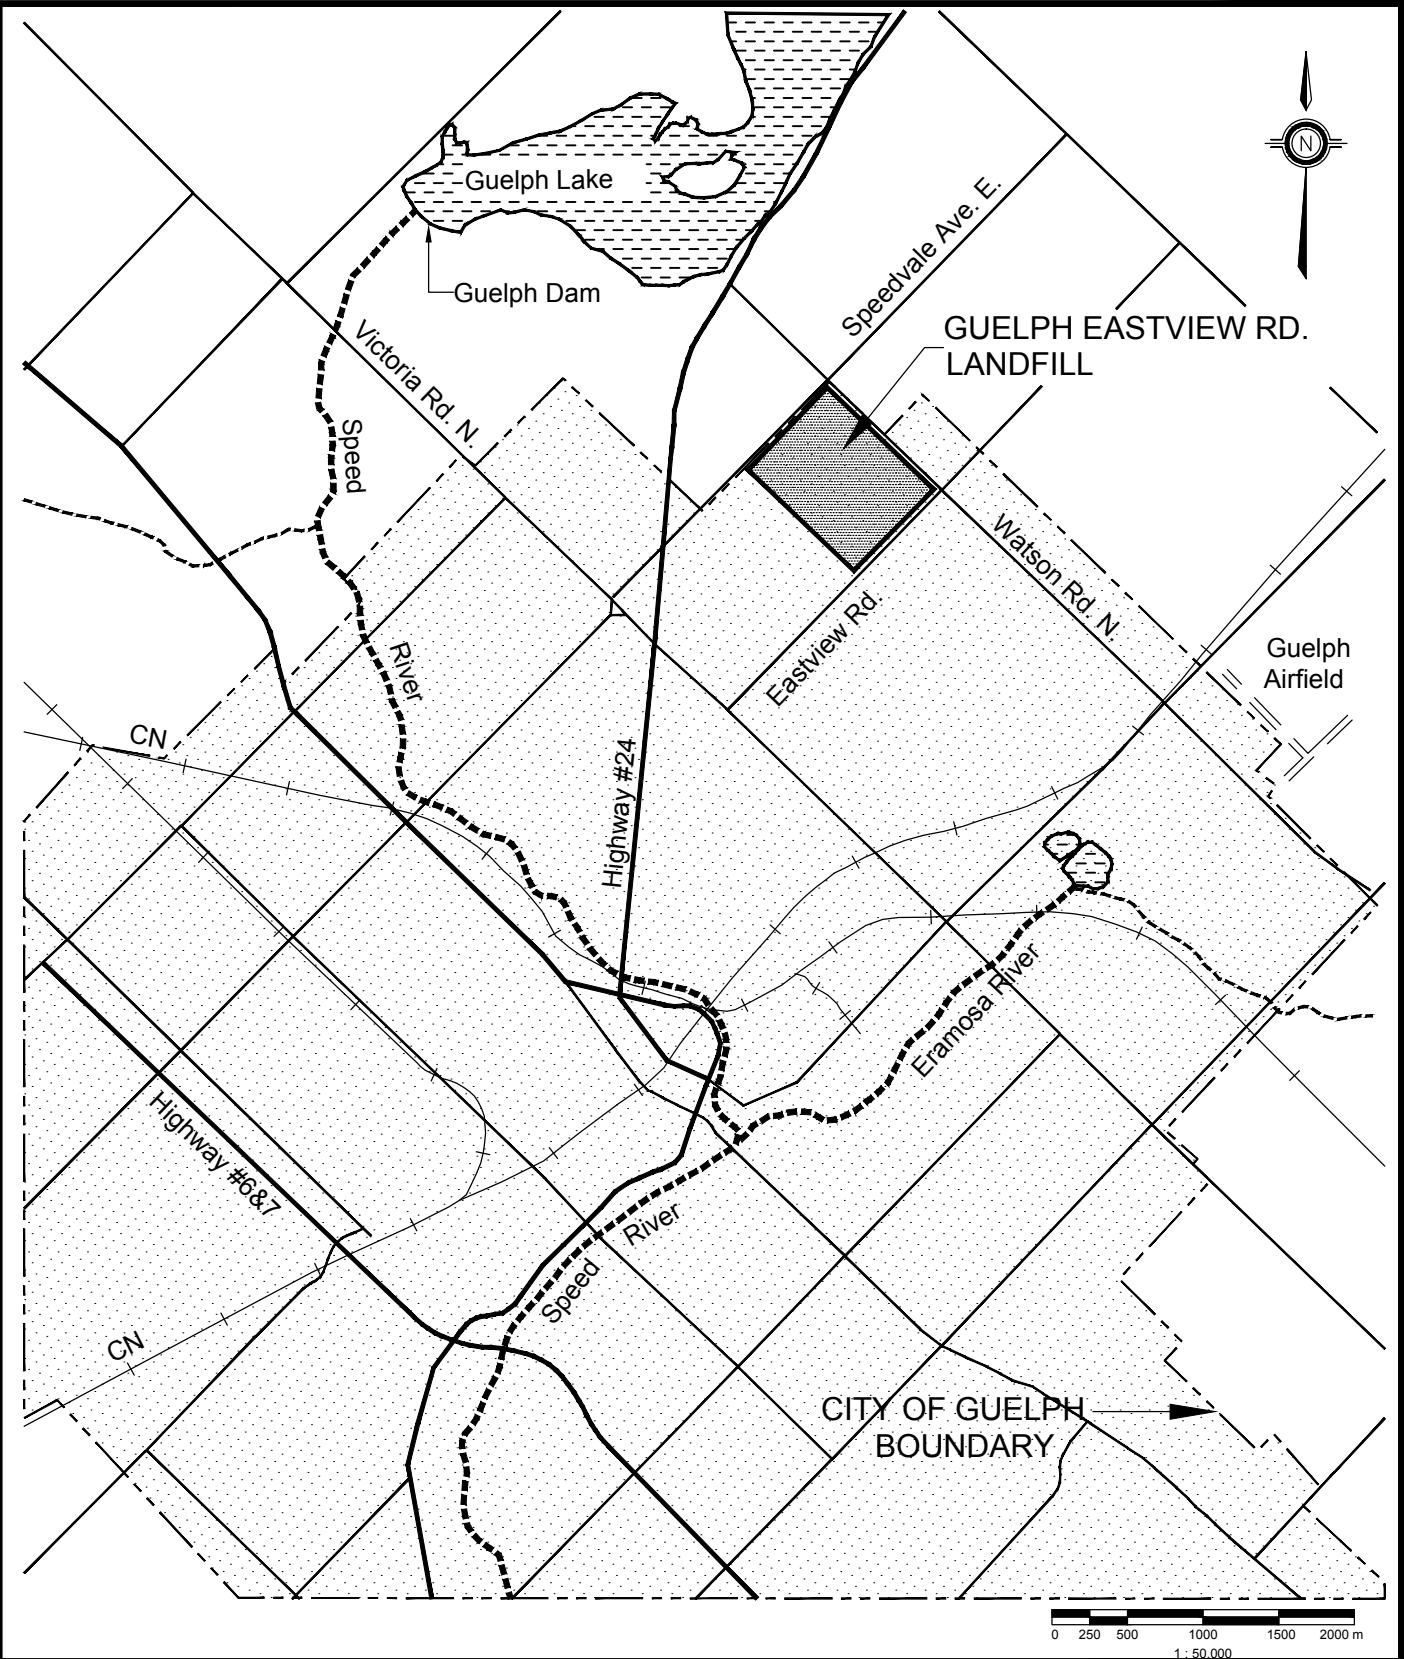 N
Guelph Lake
Guelph Dam
Speedvale Ave. E.
GUELPH EASTVIEW RD.
LANDFILL
Victoria Rd. N.
Speed
River
Watson Rd. N.
Eastview Rd.
Guelph
Airfield
CN
Highway #24
Eramosa River
Highway #6&7
River
Speed
CN
CITY OF GUELPH
BOUNDARY
0 250 500 1000 1500 2000 m
1 : 50,000